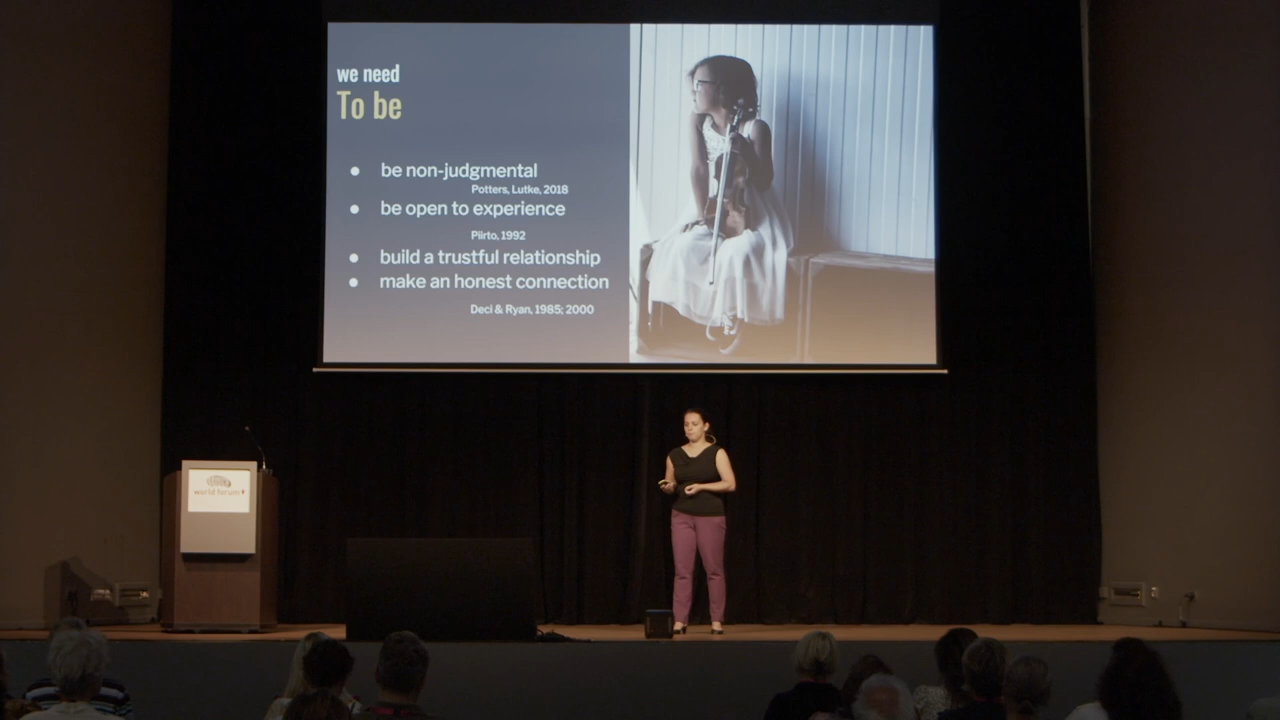 we need
To be
be non-judgmental
Potters, Lutke, 2018
be open to experience
Piirto, 1992
build a trustful relationship
make an honest connection
Deci & Ryan, 1985; 2000
world forum